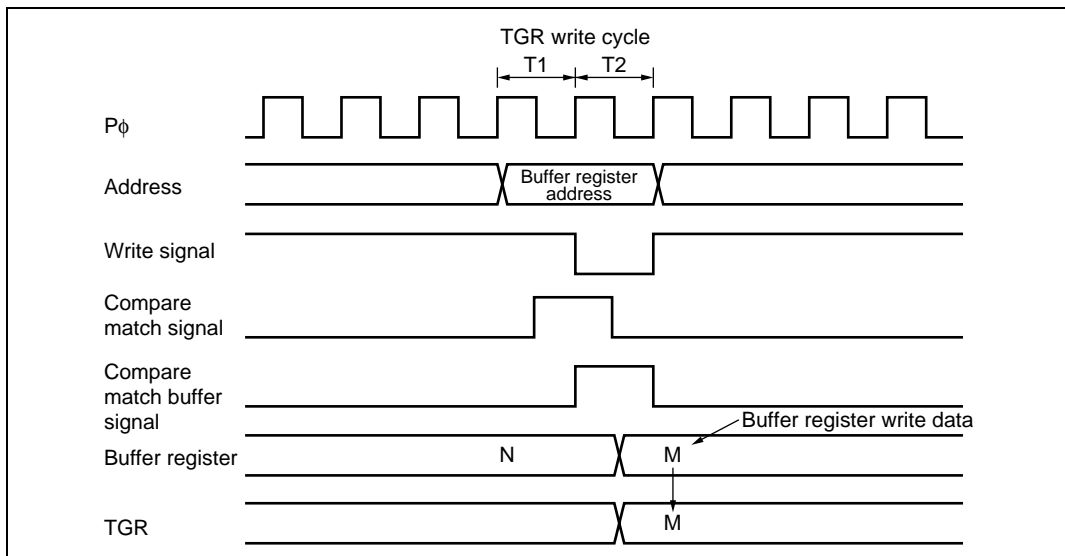 TGR write cycle
T1
T2
Pϕ
Address
Buffer register
address
Write signal
Compare
match signal
Compare
match buffer
signal
Buffer register write data
Buffer register
N
M
TGR
M